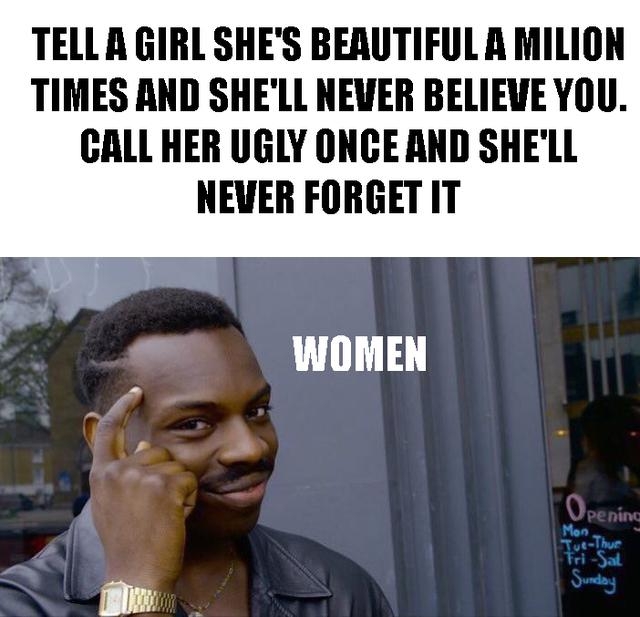 TELL A GIRL SHE'S BEAUTIFUL A MILION
TIMES AND SHE'LL NEVER BELIEVE YOU.
CALL HER UGLY ONCE AND SHE'LL
NEVER FORGET IT
WOMEN
Opening
Mon
Tue-Thur
Fri-Sat
Sunday